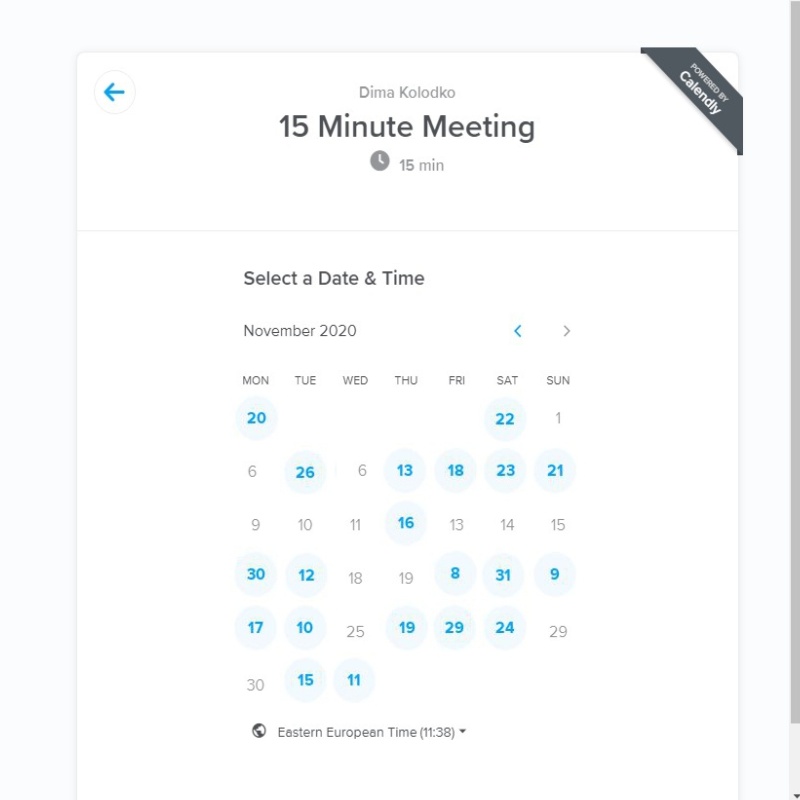 POWERED BY
Calendly
Dima Kolodko
15 Minute Meeting
15 min
Select a Date & Time
November 2020
MON TUE WED THU FRI SAT SUN
20 22 1
6 26 6 13 18 23 21
9 10 11 16 13 14 15
30 12 18 19 8 31 9
17 10 25 19 29 24 29
30 15 11
Eastern European Time (11:38)